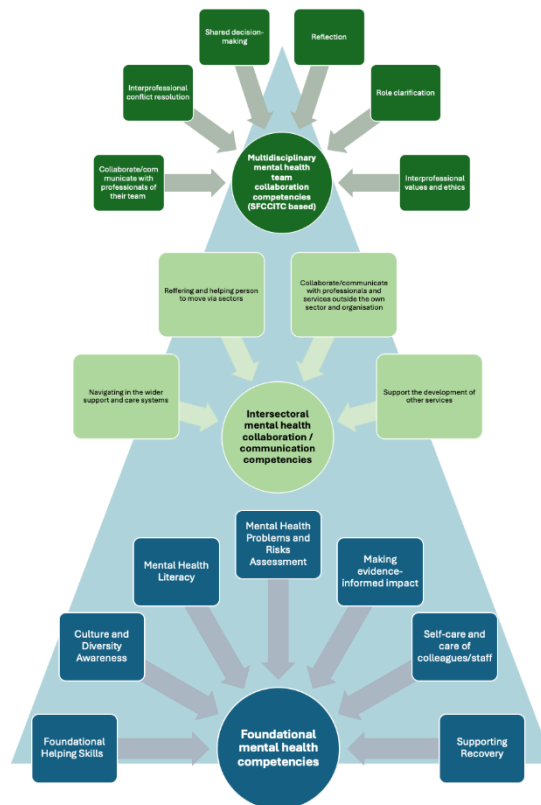 Shared decision-
making
Reflection
Interprofessional
conflict resolution
Role clarification
Collaborate/com
municate with
professionals of
their team
Multidisciplinary
mental health
team
collaboration
competencies
(SFCCITC based)
Interprofessional
values and ethics
Reffering and helping person
to move via sectors
Collaborate/communicate
with professionals and
services outside the own
sector and organisation
Navigating in the wider
support and care systems
Support the development of
other services
Intersectoral
mental health
collaboration /
communication
competencies
Mental Health
Problems and
Risks
Assessment
Mental Health
Literacy
Making
evidence-
informed impact
Culture and
Diversity
Awareness
Self-care and
care of
colleagues/staff
Foundational
Helping Skills
Foundational
mental health
competencies
Supporting
Recovery